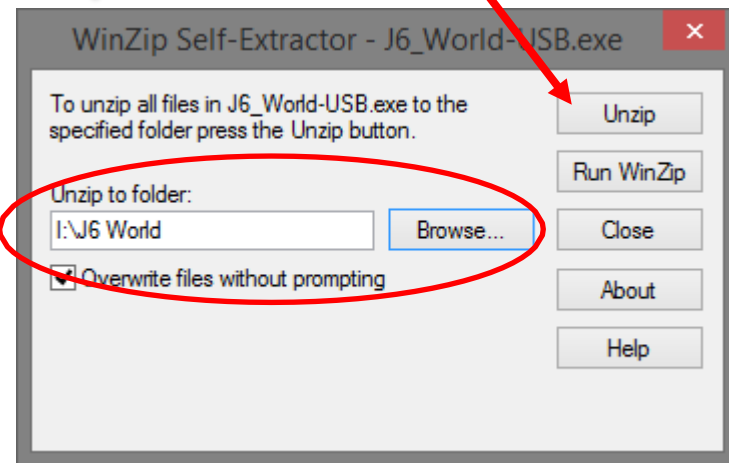 WinZip Self-Extractor - J6_World-USB.exe
To unzip all files in J6_World-USB.exe to the
specified folder press the Unzip button.
Unzip to folder:
I:\J6 World
Browse...
Overwrite files without prompting
Unzip
Run WinZip
Close
About
Help